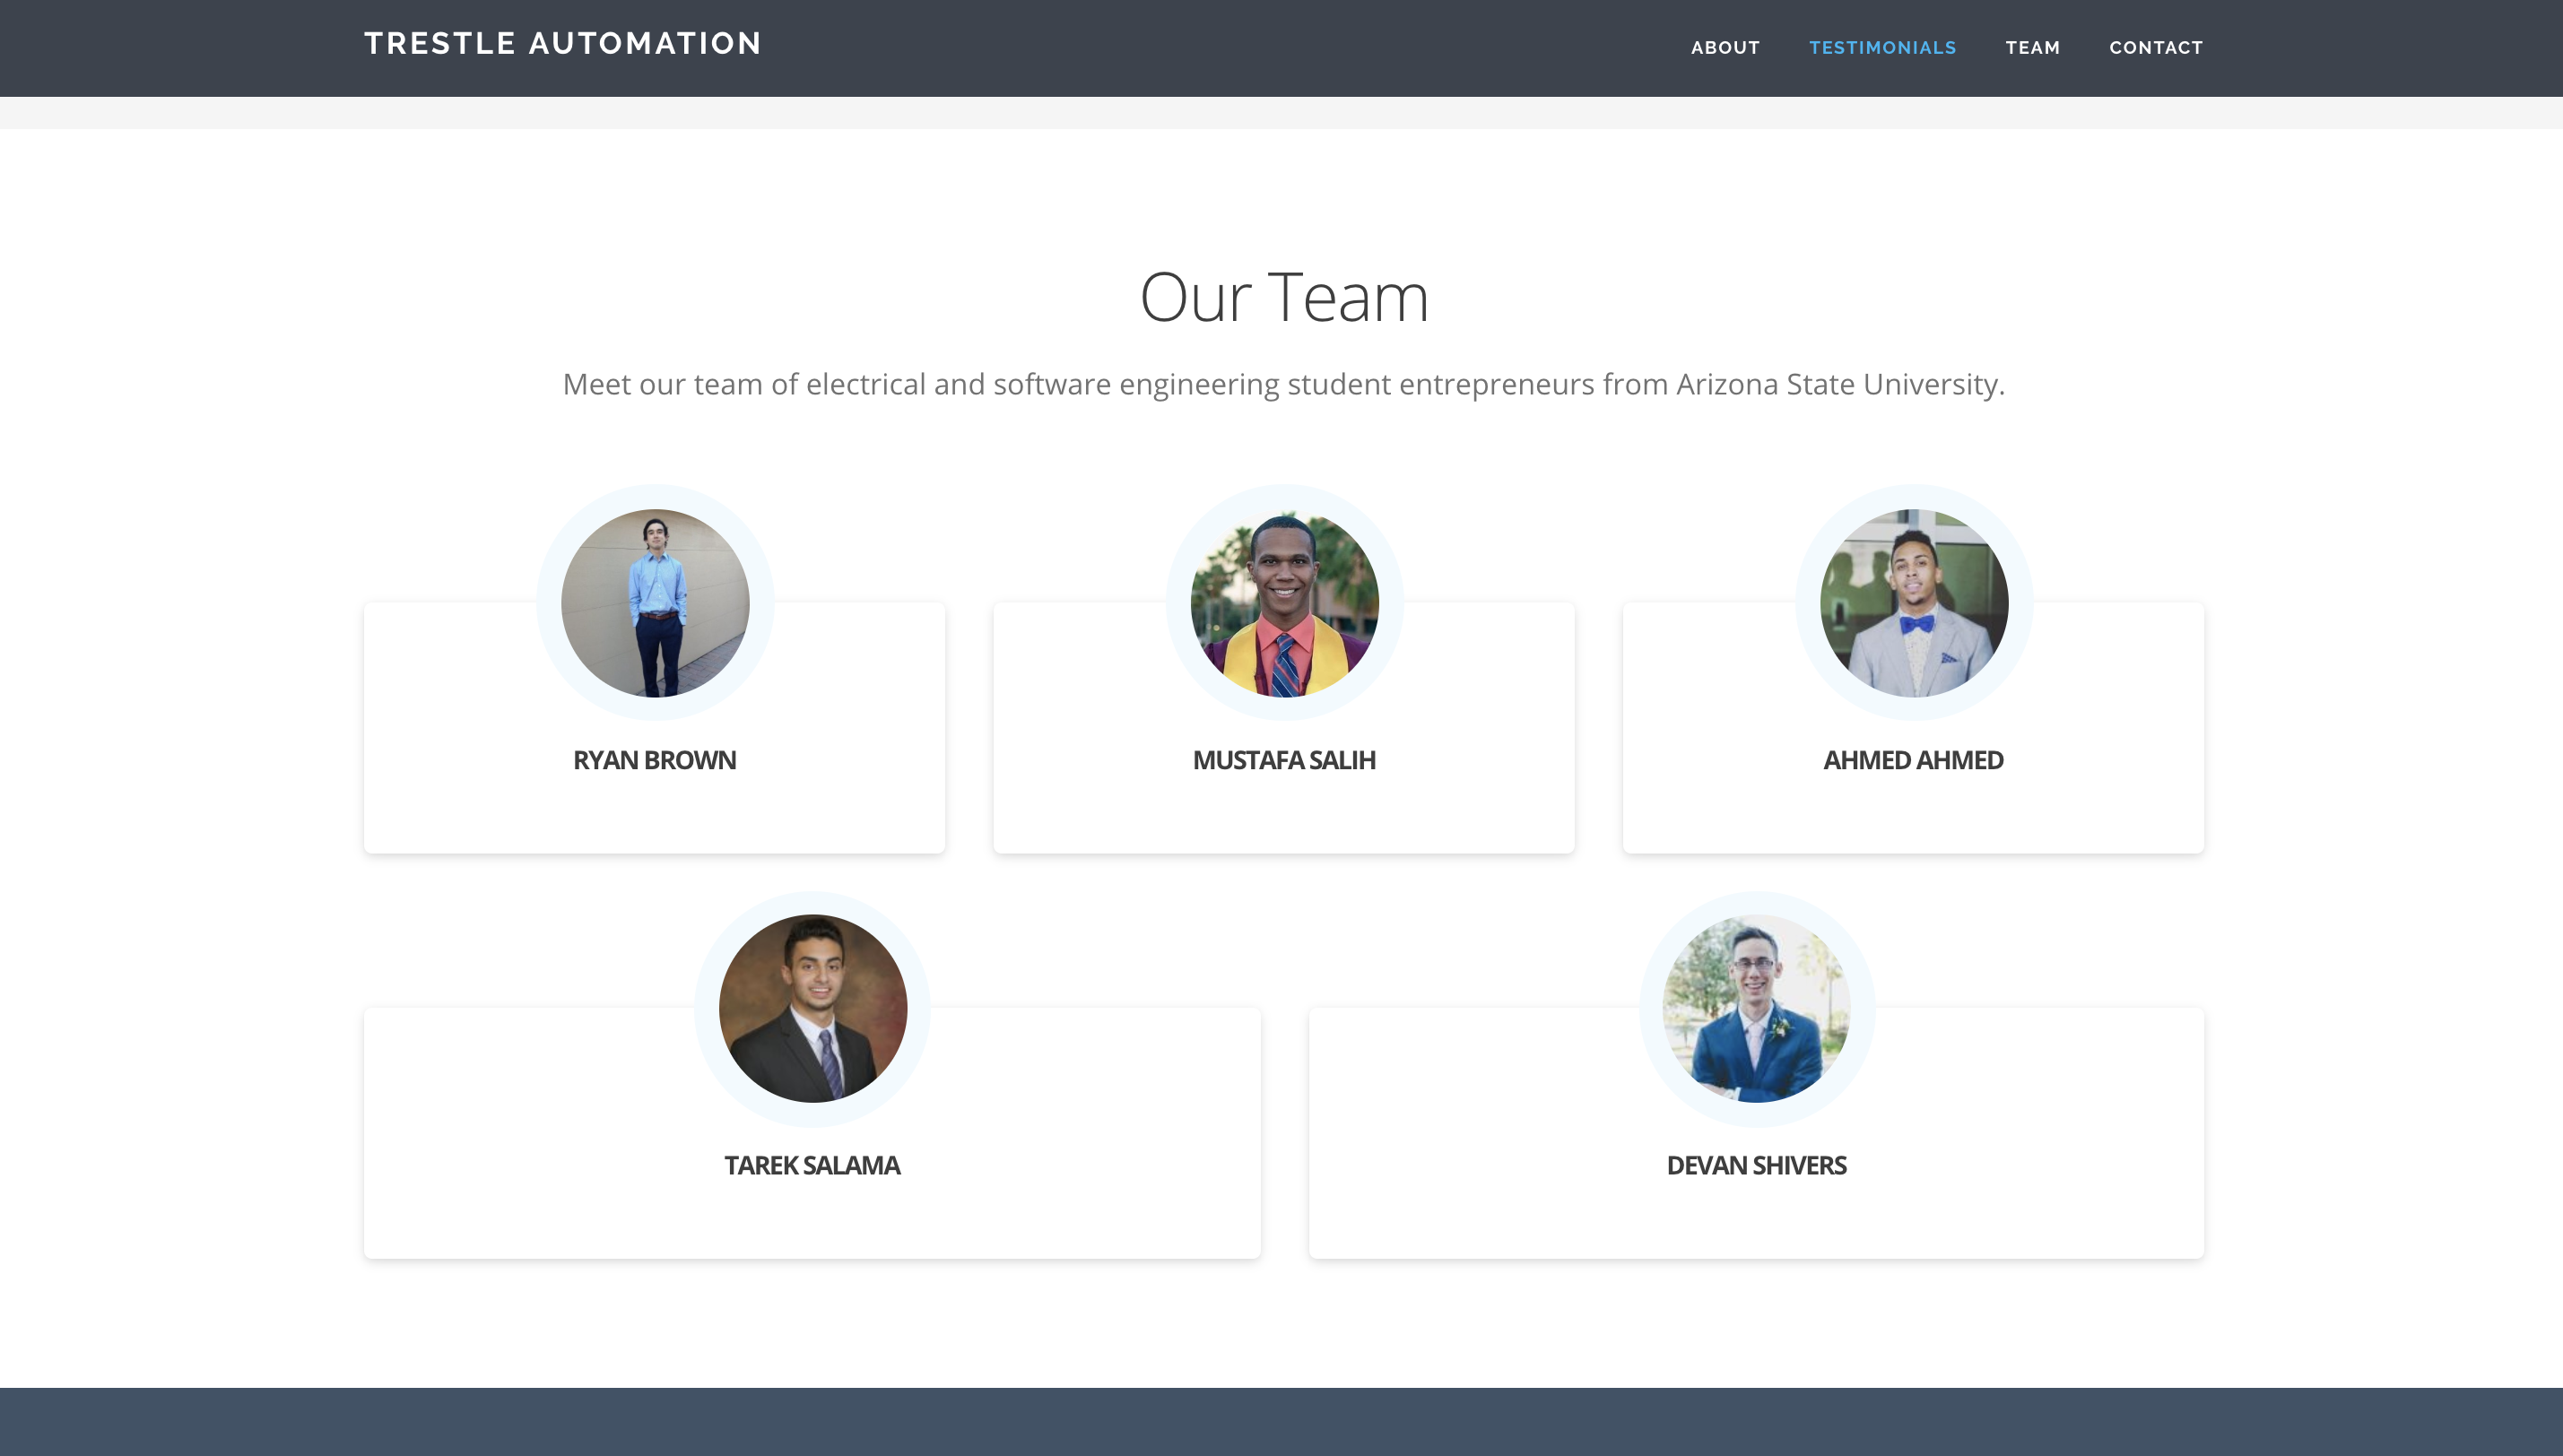 TRESTLE AUTOMATION
ABOUT TESTIMONIALS TEAM CONTACT
Our Team
Meet our team of electrical and software engineering student entrepreneurs from Arizona State University.
RYAN BROWN
MUSTAFA SALIH
AHMED AHMED
TAREK SALAMA
DEVAN SHIVERS